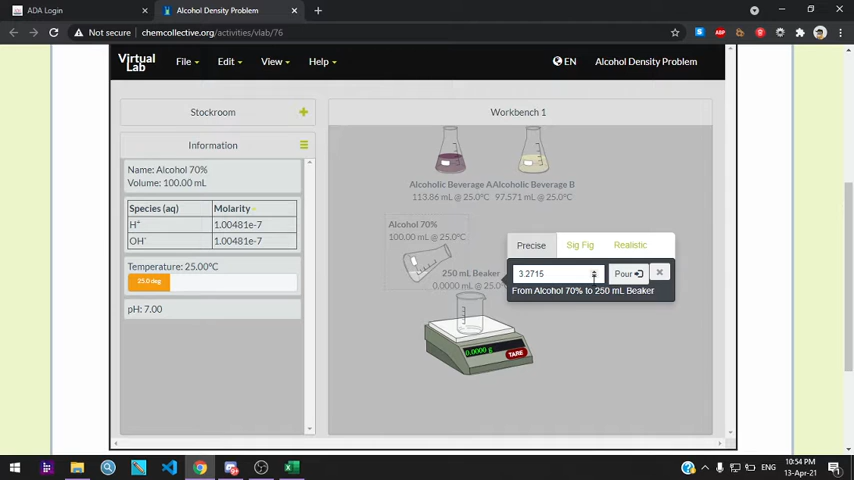 ADA Login
Alcohol Density Problem
Not secure
chemcollective.org/activities/vlab/76
Virtual Lab
File
Edit
View
Help
EN
Alcohol Density Problem
Stockroom
Workbench 1
Information
Name: Alcohol 70%
Volume: 100.00 mL
Species (aq) Molarity
H+ 1.00481e-7
OH- 1.00481e-7
Temperature: 25.00°C
25.0 deg
pH: 7.00
Alcoholic Beverage A
113.86 mL @ 25.0°C
Alcoholic Beverage B
97.571 mL @ 25.0°C
Alcohol 70%
100.00 mL @ 25.0°C
250 mL Beaker
0.0000 mL @ 25.0°
0.0000 g
TARE
Precise
Sig Fig
Realistic
3.2715
Pour
From Alcohol 70% to 250 mL Beaker
ENG
10:54 PM
13-Apr-21